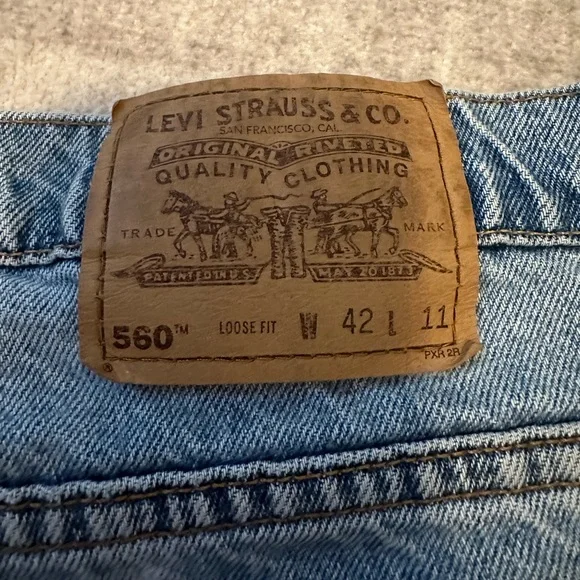 LEVI STRAUSS & CO.
SAN FRANCISCO, CAL.
ORIGINAL RIVETED
QUALITY CLOTHING
TRADE MARK
PATENTED IN U.S. MAY 20 1873
560™ LOOSE FIT W 42 L 11
®